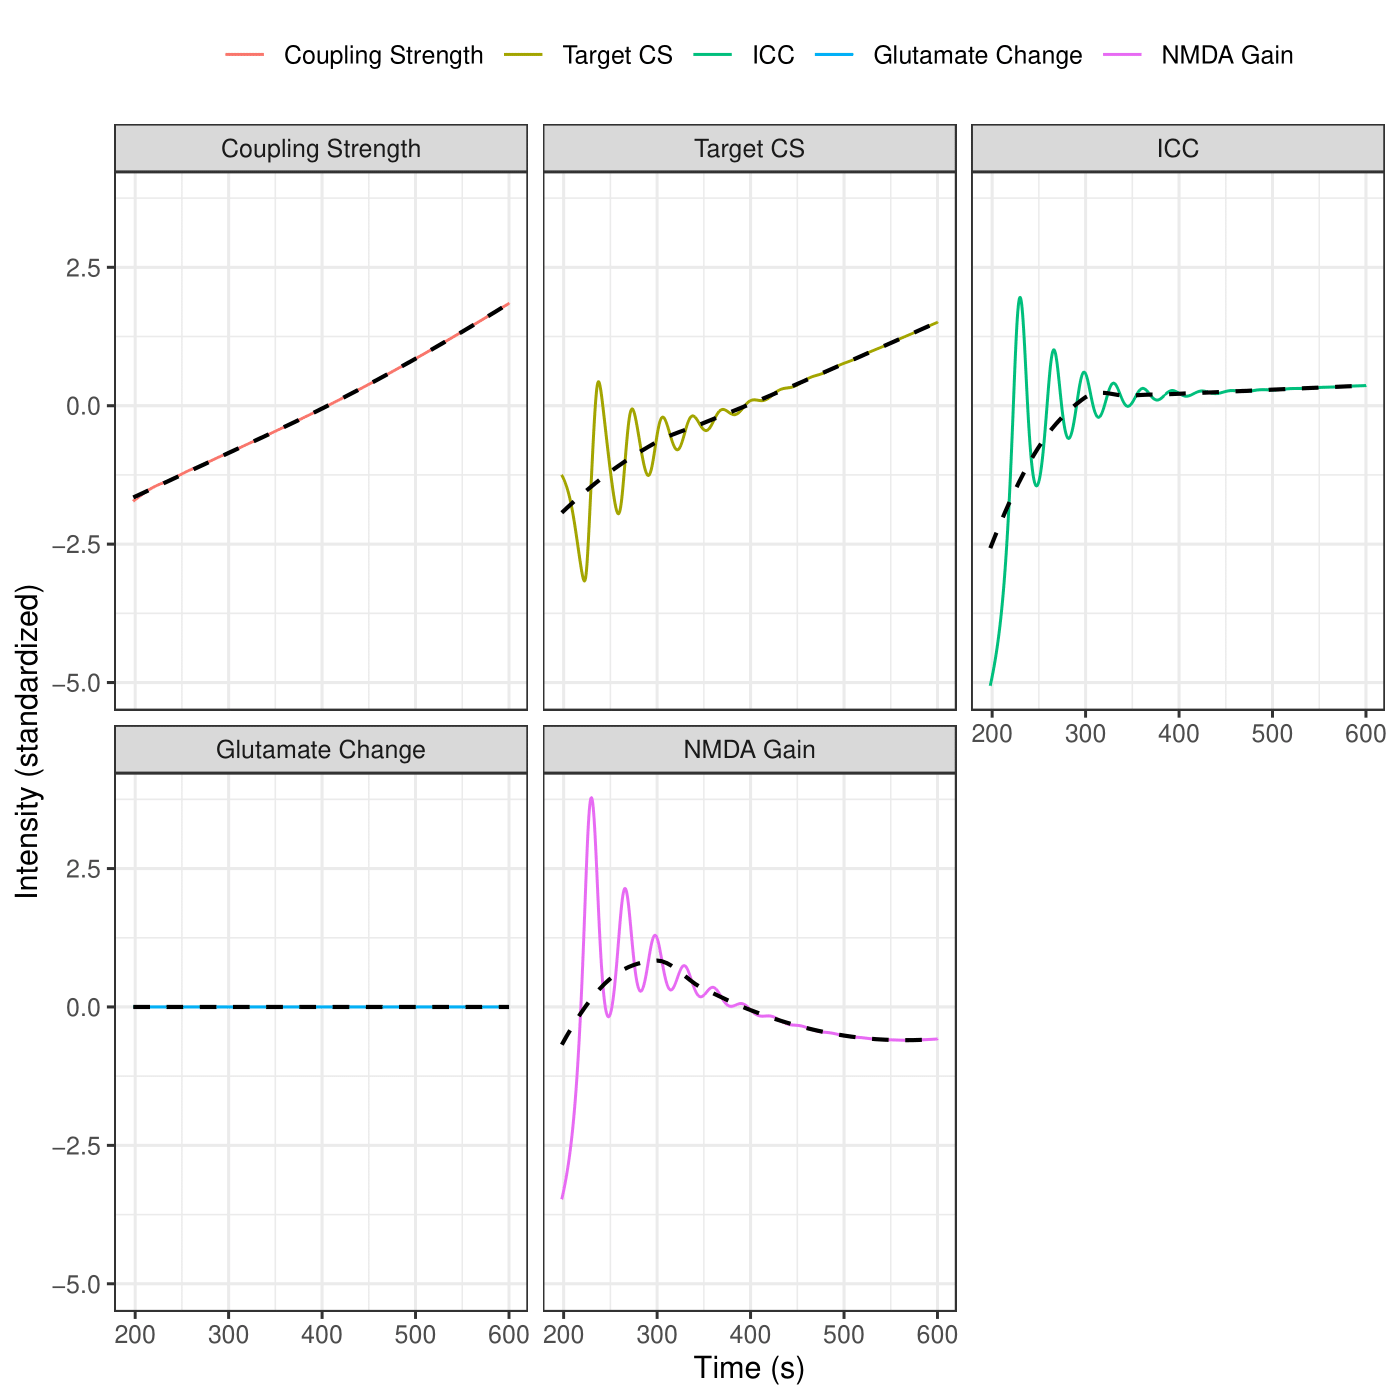 Coupling Strength Target CS ICC Glutamate Change NMDA Gain
Coupling Strength Target CS ICC
2.5
0.0
−2.5
−5.0
200 300 400 500 600
Glutamate Change NMDA Gain
2.5
0.0
−2.5
−5.0
200 300 400 500 600 200 300 400 500 600
Time (s)
Intensity (standardized)